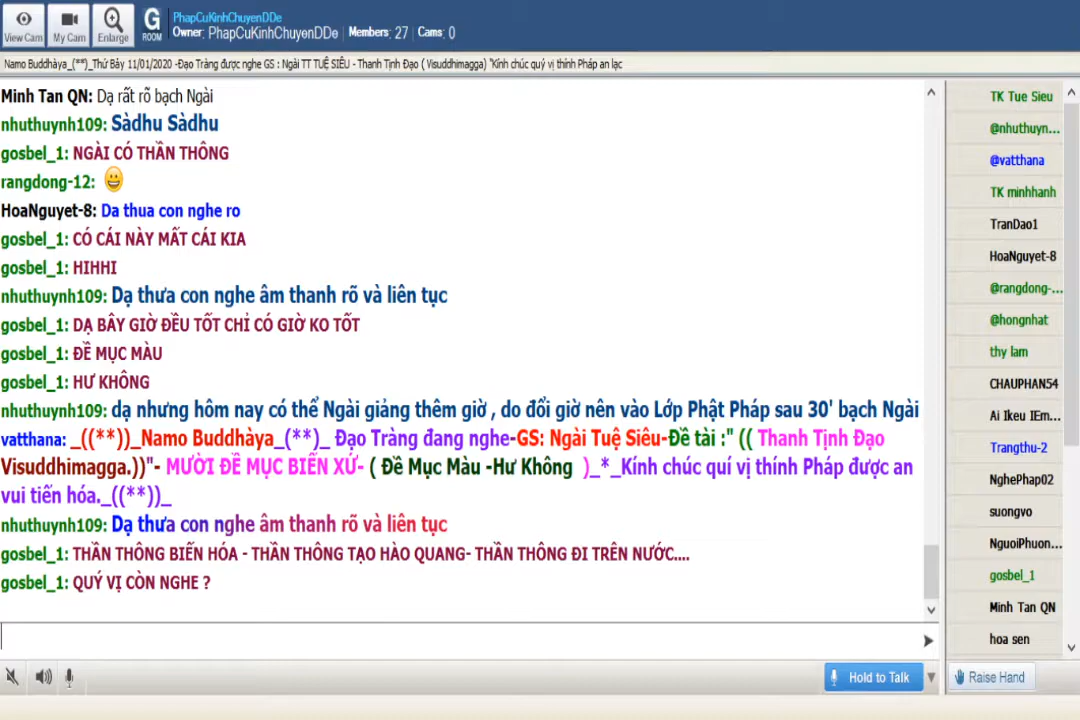 View Cam
My Cam
Enlarge
G
ROOM
PhapCuKinhChuyenDDe
Owner: PhapCuKinhChuyenDDe | Members: 27 | Cams: 0
Namo Buddhàya_(**)_Thứ Bảy 11/01/2020 -Đạo Tràng được nghe GS : Ngài TT TUỆ SIÊU - Thanh Tịnh Đạo ( Visuddhimagga) "Kính chúc quý vị thính Pháp an lạc
Minh Tan QN: Dạ rất rõ bạch Ngài
nhuthuynh109: Sàdhu Sàdhu
gosbel_1: NGÀI CÓ THẦN THÔNG
rangdong-12:
HoaNguyet-8: Da thua con nghe ro
gosbel_1: CÓ CÁI NÀY MẤT CÁI KIA
gosbel_1: HIHHI
nhuthuynh109: Dạ thưa con nghe âm thanh rõ và liên tục
gosbel_1: DẠ BÂY GIỜ ĐỀU TỐT CHỈ CÓ GIỜ KO TỐT
gosbel_1: ĐỀ MỤC MÀU
gosbel_1: HƯ KHÔNG
nhuthuynh109: dạ nhưng hôm nay có thể Ngài giảng thêm giờ , do đổi giờ nên vào Lớp Phật Pháp sau 30' bạch Ngài
vatthana: _((**))_Namo Buddhàya_(**)_ Đạo Tràng đang nghe-GS: Ngài Tuệ Siêu-Đề tài :" (( Thanh Tịnh Đạo
Visuddhimagga.))"- MƯỜI ĐỀ MỤC BIẾN XỨ- ( Đề Mục Màu -Hư Không )_*_Kính chúc quí vị thính Pháp được an
vui tiến hóa._((**))_
nhuthuynh109: Dạ thưa con nghe âm thanh rõ và liên tục
gosbel_1: THẦN THÔNG BIẾN HÓA - THẦN THÔNG TẠO HÀO QUANG- THẦN THÔNG ĐI TRÊN NƯỚC....
gosbel_1: QUÝ VỊ CÒN NGHE ?
TK Tue Sieu
@nhuthuyn...
@vatthana
TK minhhanh
TranDao1
HoaNguyet-8
@rangdong-...
@hongnhat
thy lam
CHAUPHAN54
Ai Ikeu IEm...
Trangthu-2
NghePhap02
suongvo
NguoiPhuon...
gosbel_1
Minh Tan QN
hoa sen
Hold to Talk
Raise Hand